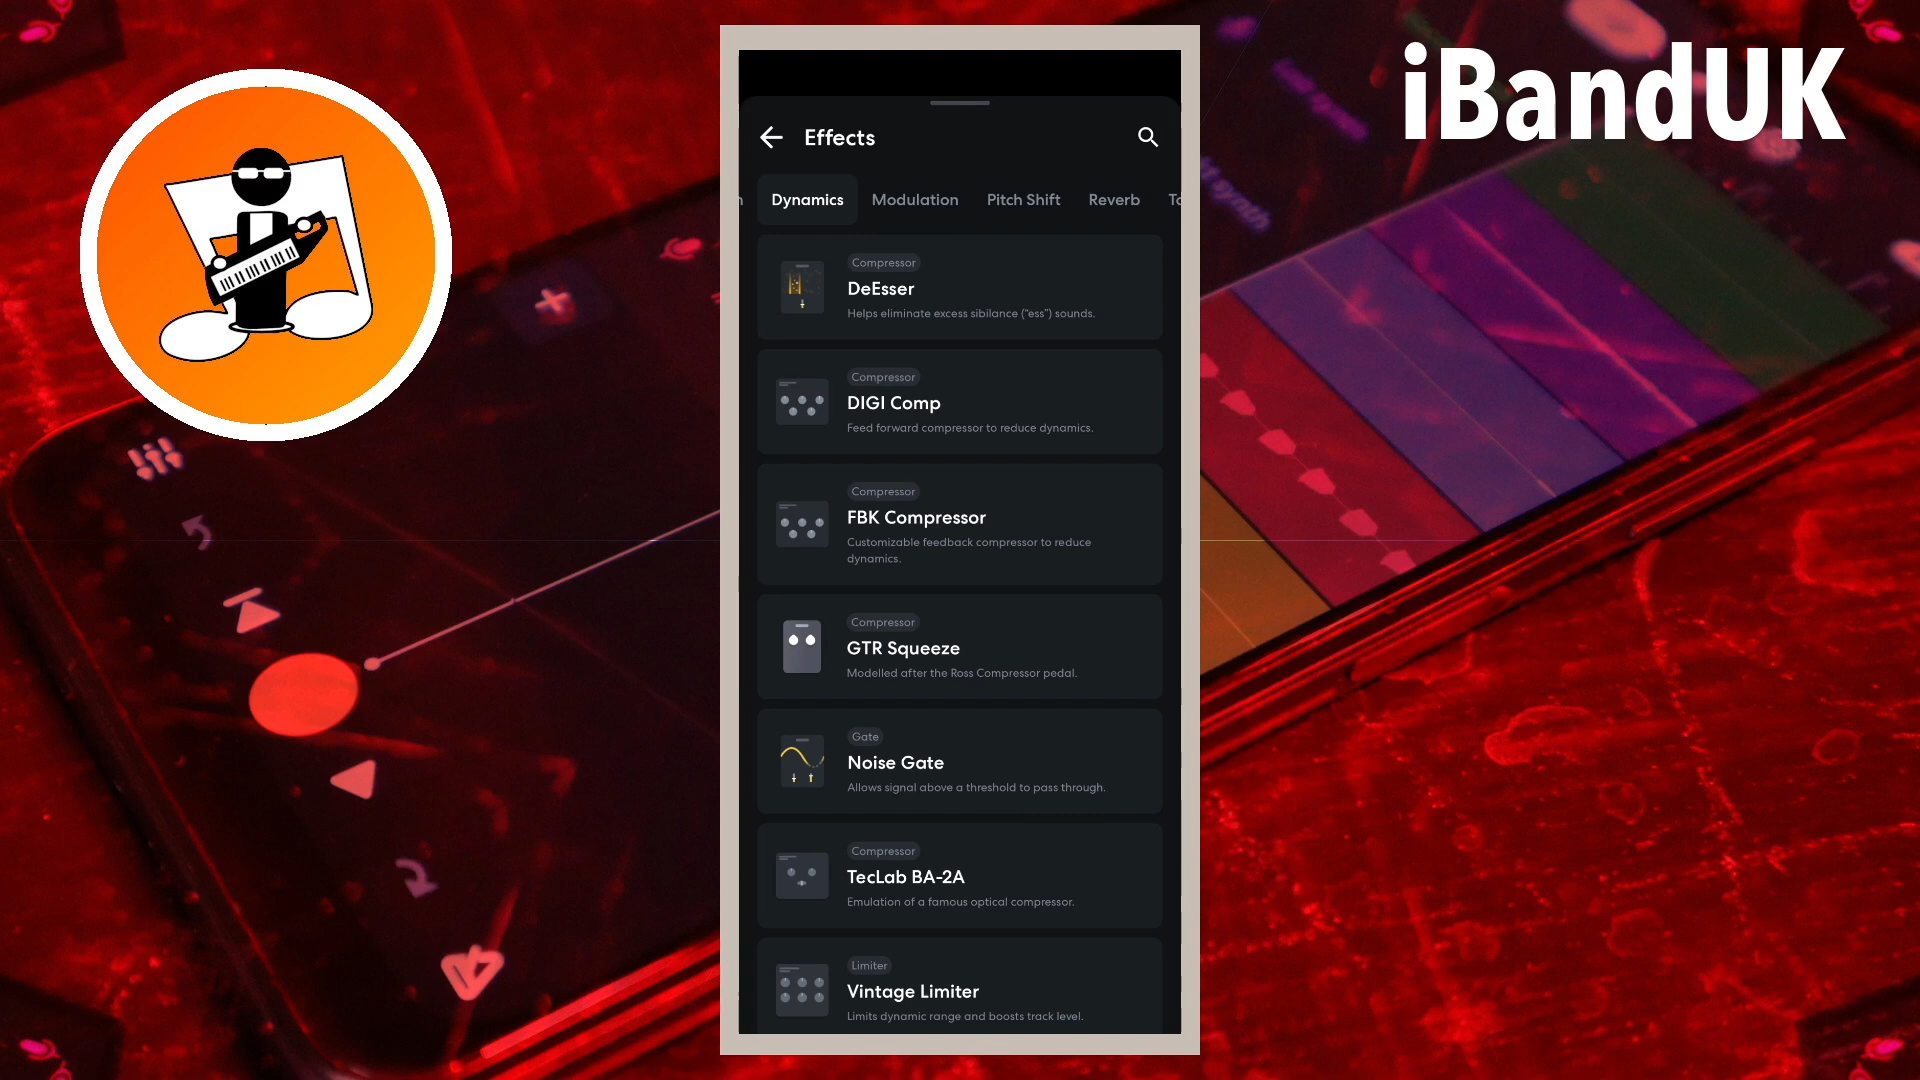 iBandUK
Effects
Dynamics Modulation Pitch Shift Reverb
Compressor
DeEsser
Helps eliminate excess sibilance ("ess") sounds.
Compressor
DIGI Comp
Feed forward compressor to reduce dynamics.
Compressor
FBK Compressor
Customizable feedback compressor to reduce
dynamics.
Compressor
GTR Squeeze
Modelled after the Ross Compressor pedal.
Gate
Noise Gate
Allows signal above a threshold to pass through.
Compressor
TecLab BA-2A
Emulation of a famous optical compressor.
Limiter
Vintage Limiter
Limits dynamic range and boosts track level.